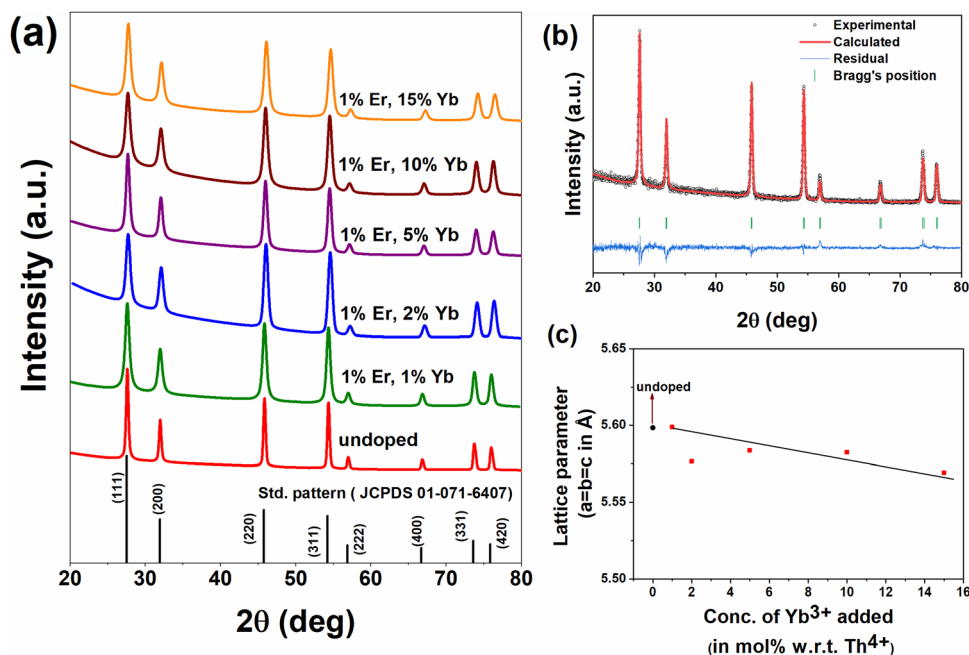 (a)
Intensity (a.u.)
1% Er, 15% Yb
1% Er, 10% Yb
1% Er, 5% Yb
1% Er, 2% Yb
1% Er, 1% Yb
undoped
Std. pattern ( JCPDS 01-071-6407)
(111)
(200)
(220)
(311)
(222)
(400)
(331)
(420)
20 30 40 50 60 70 80
2θ (deg)
(b)
Intensity (a.u.)
Experimental
Calculated
Residual
Bragg's position
20 30 40 50 60 70 80
2θ (deg)
(c)
Lattice parameter
(a=b=c in Å)
5.65
5.60
5.55
5.50
undoped
0 2 4 6 8 10 12 14 16
Conc. of Yb³⁺ added
(in mol% w.r.t. Th⁴⁺)